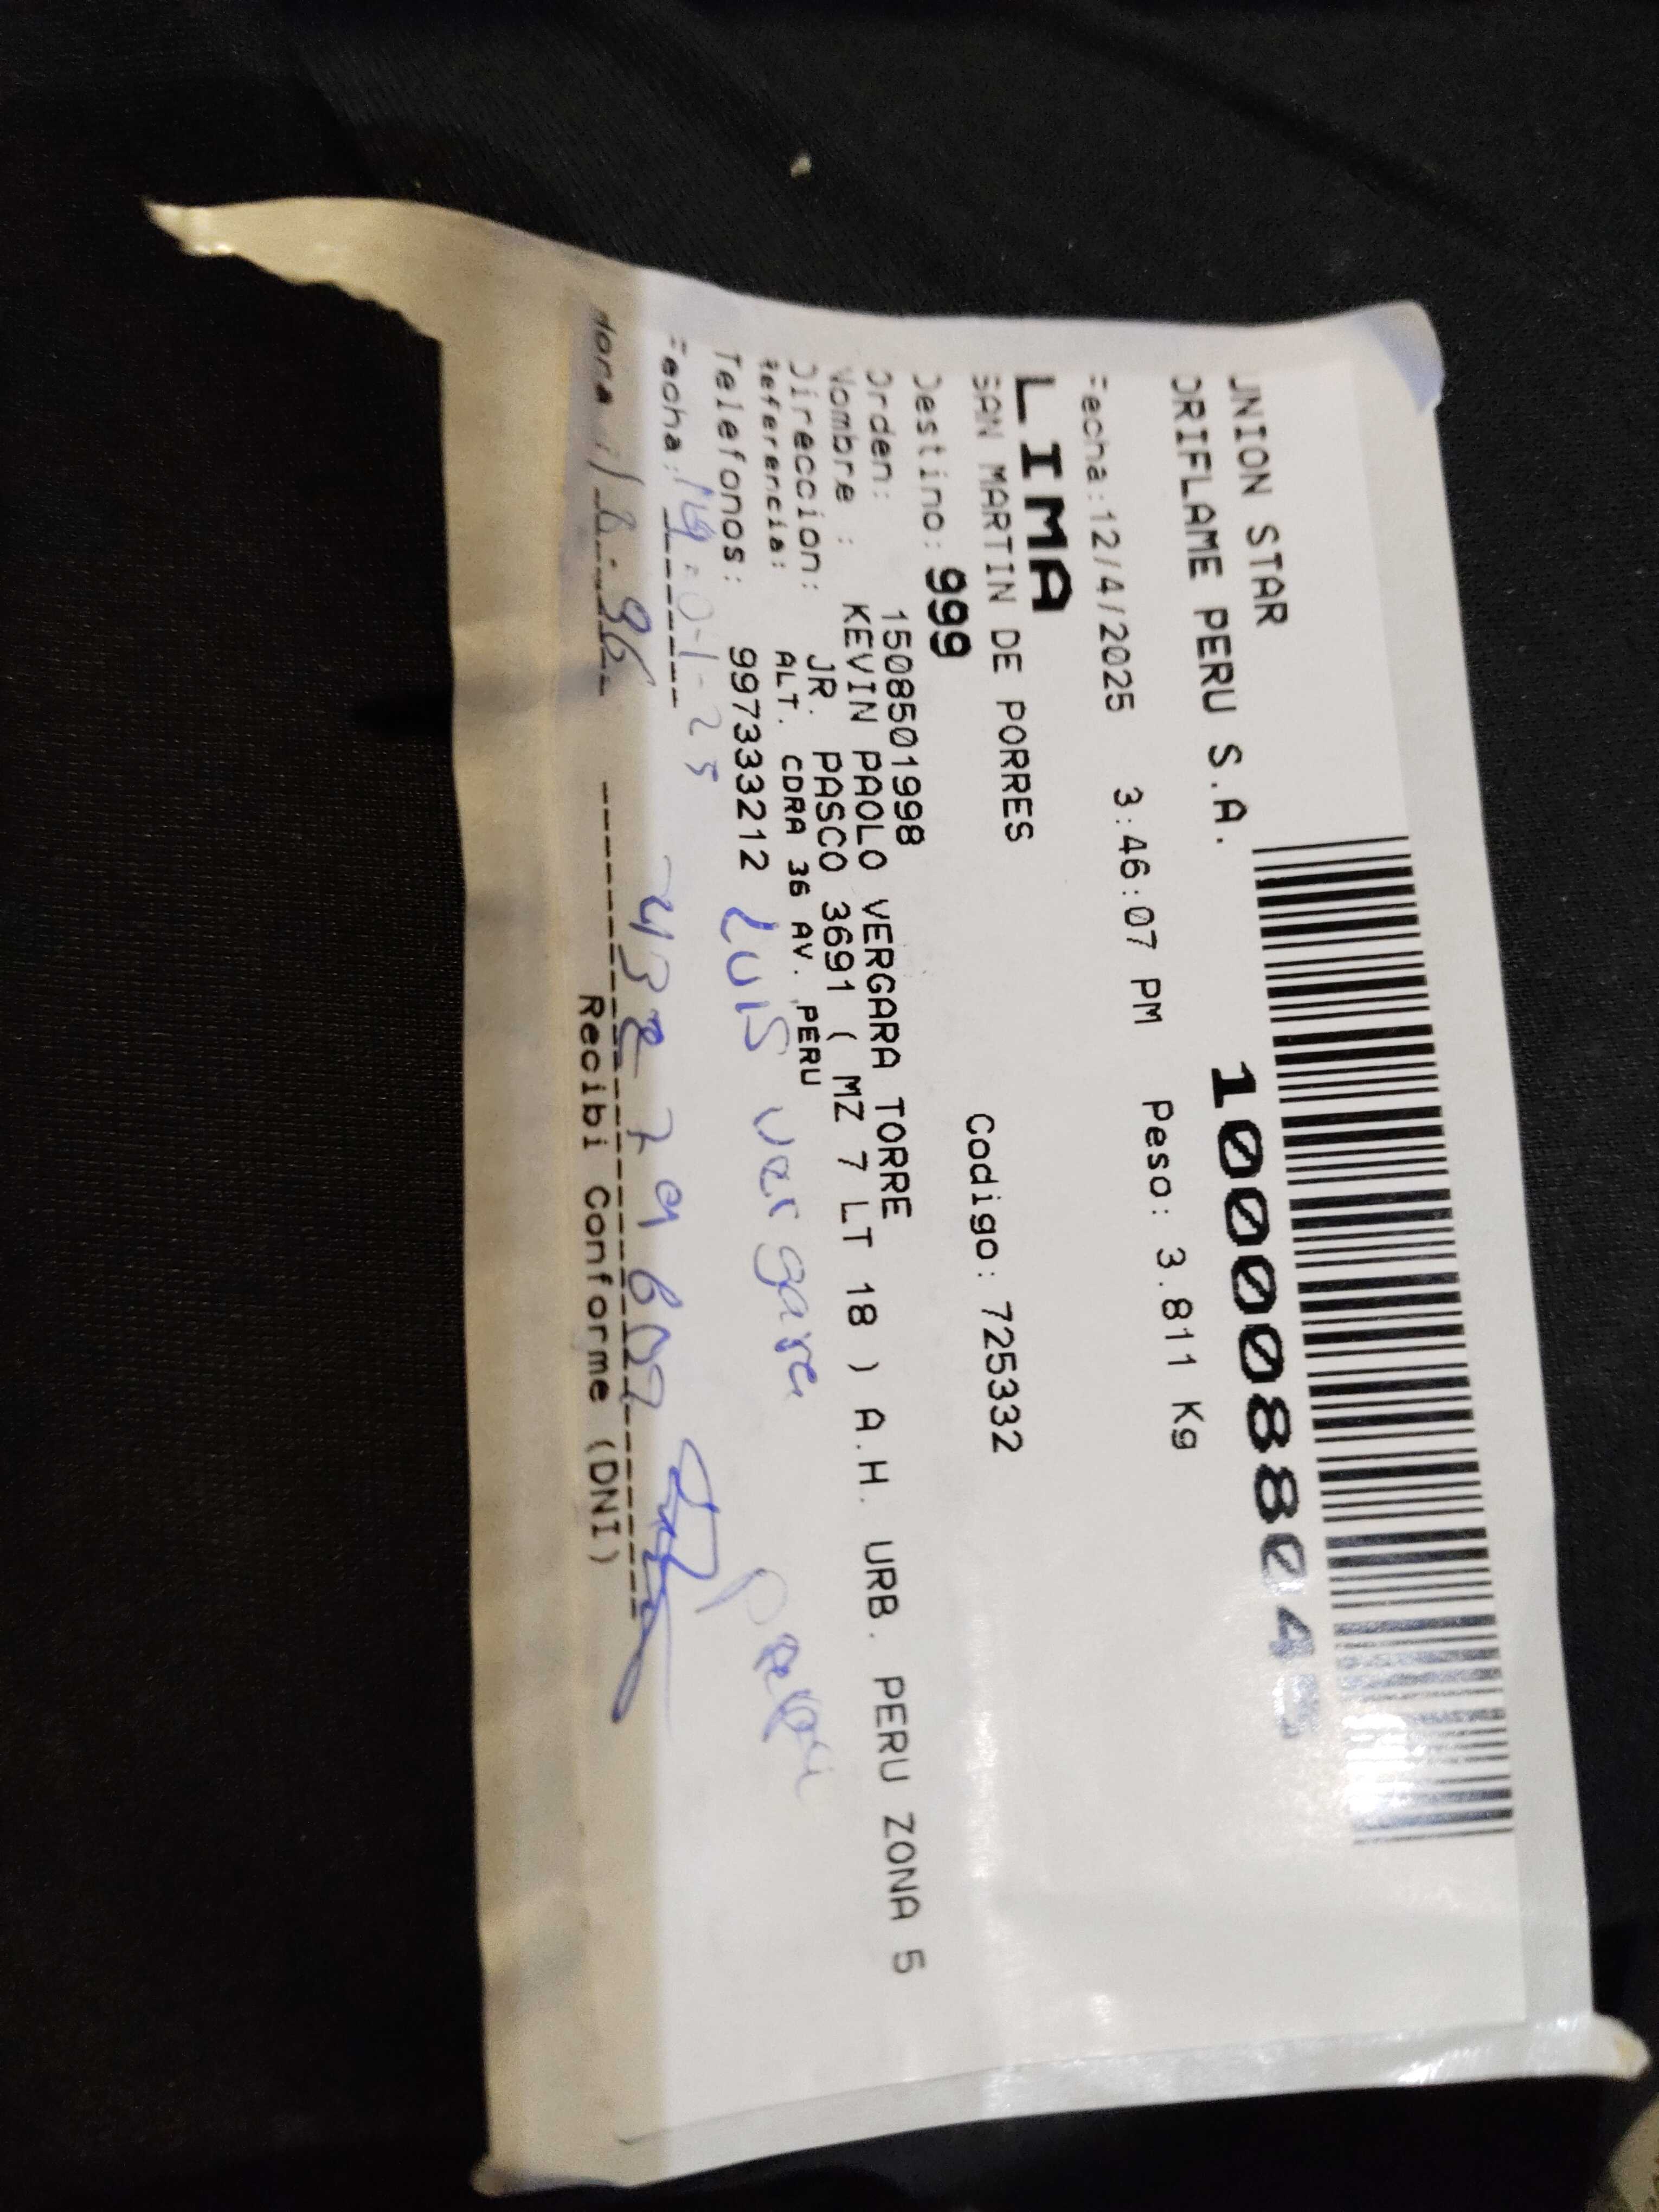 UNION STAR
ORIFLAME PERU S.A.
Fecha:12/4/2025 3:46:07 PM Peso: 3.811 Kg
LIMA
SAN MARTIN DE PORRES
Destino: 999 Codigo: 725332
Orden: 1508501998
Nombre : KEVIN PAOLO VERGARA TORRE
Direccion: JR. PASCO 3691 ( MZ 7 LT 18 ) A.H. URB. PERU ZONA 5
Referencia: ALT. CDRA 36 AV. PERU
Telefonos: 997333212 Luis vergara
Fecha:
Hora :
Recibi Conforme (DNI)